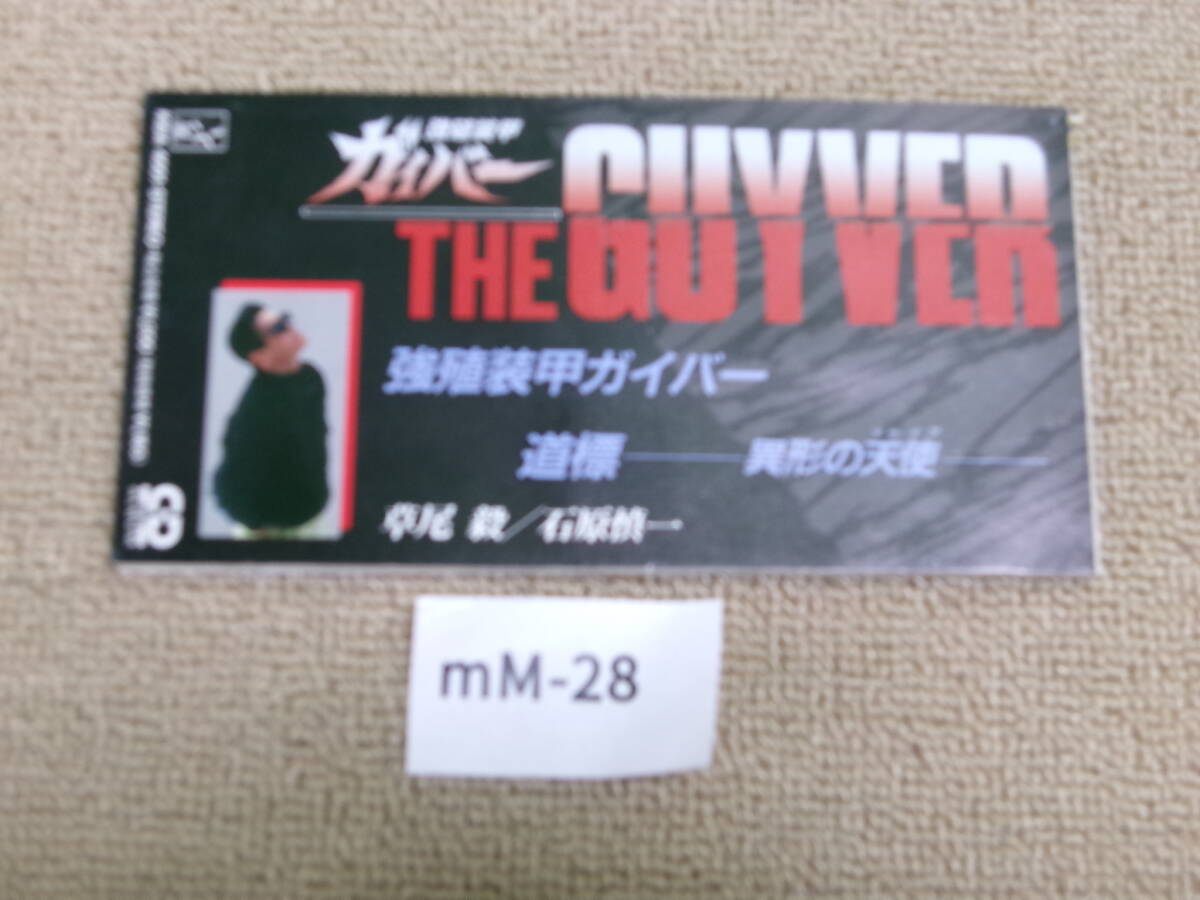 強殖装甲
ガイバー
GUYVER
THE GUYVER
強殖装甲ガイバー
道標 異形の天使
草尾 毅／石原慎一
mM-28